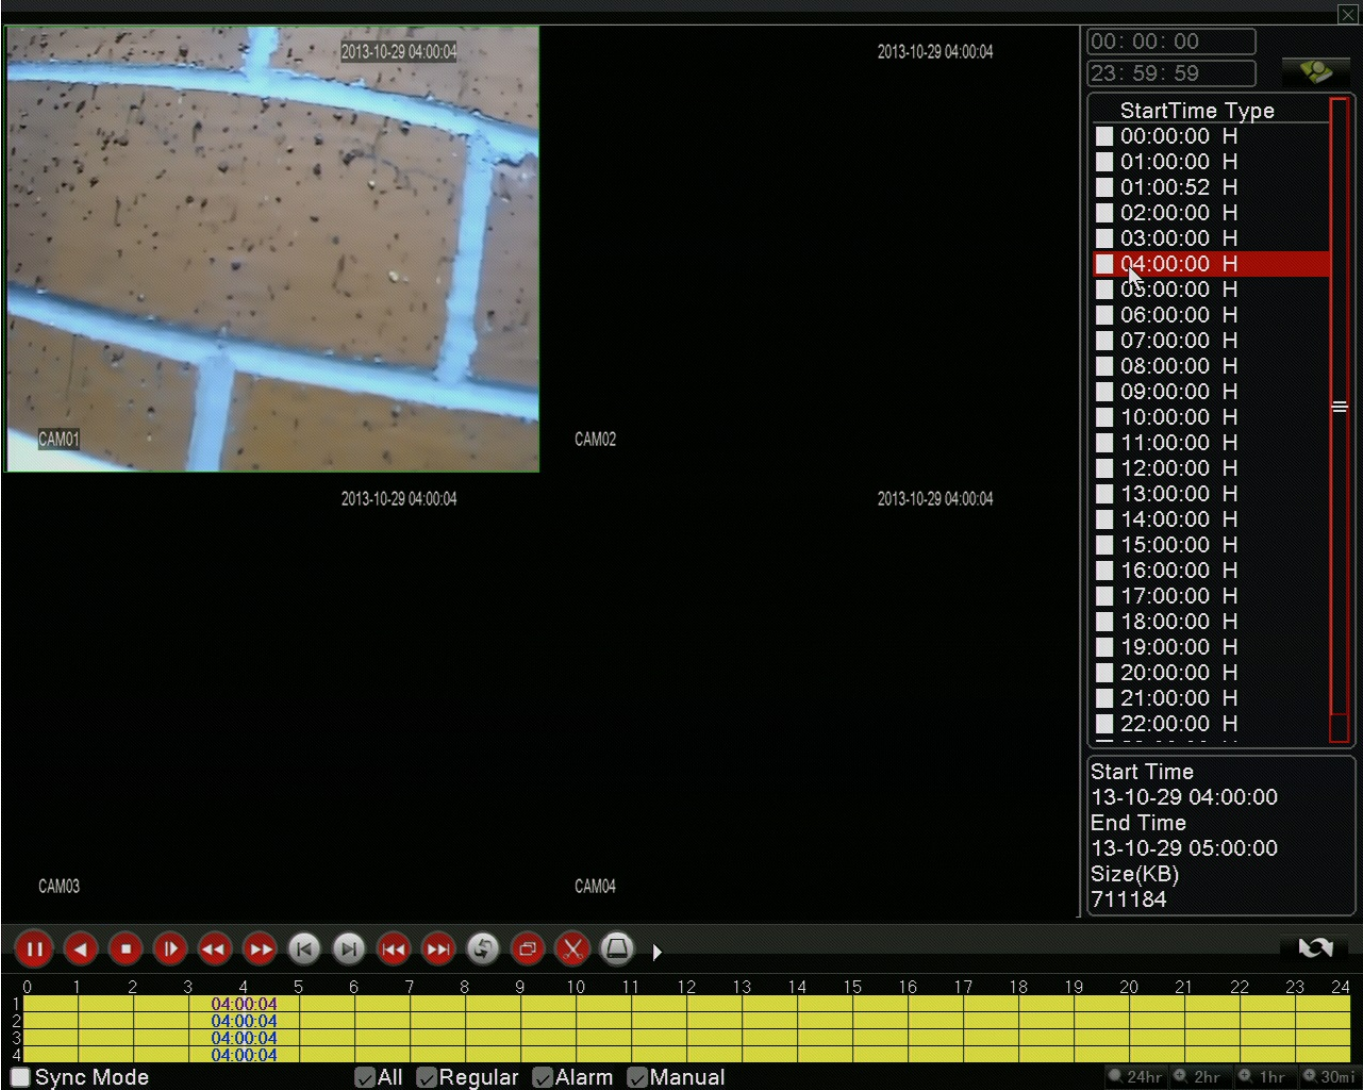 2013-10-29 04:00:04
2013-10-29 04:00:04
CAM01
CAM02
2013-10-29 04:00:04
2013-10-29 04:00:04
CAM03
CAM04
00: 00: 00
23: 59: 59
StartTime Type
00:00:00 H
01:00:00 H
01:00:52 H
02:00:00 H
03:00:00 H
04:00:00 H
05:00:00 H
06:00:00 H
07:00:00 H
08:00:00 H
09:00:00 H
10:00:00 H
11:00:00 H
12:00:00 H
13:00:00 H
14:00:00 H
15:00:00 H
16:00:00 H
17:00:00 H
18:00:00 H
19:00:00 H
20:00:00 H
21:00:00 H
22:00:00 H
Start Time
13-10-29 04:00:00
End Time
13-10-29 05:00:00
Size(KB)
711184
0 1 2 3 4 5 6 7 8 9 10 11 12 13 14 15 16 17 18 19 20 21 22 23 24
1 04:00:04
2 04:00:04
3 04:00:04
4 04:00:04
Sync Mode All Regular Alarm Manual 24hr 2hr 1hr 30mi